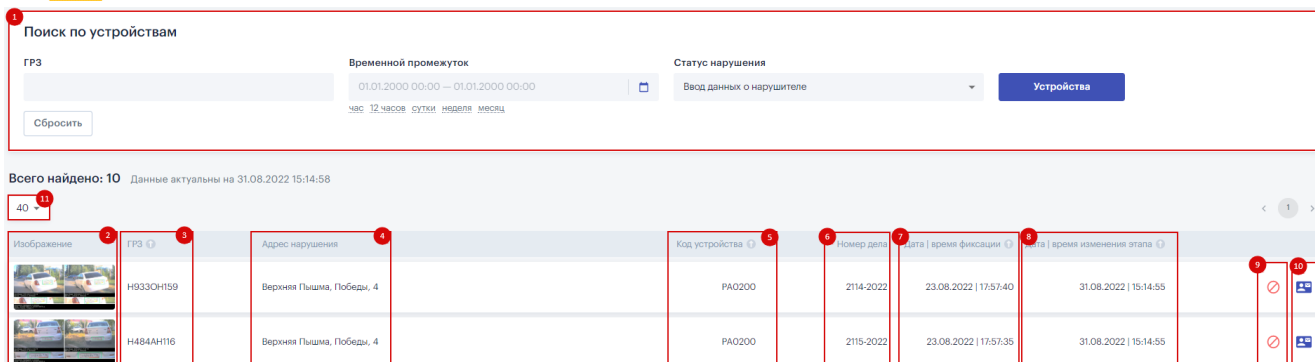 1
Поиск по устройствам
ГРЗ Временной промежуток Статус нарушения
01.01.2000 00:00 — 01.01.2000 00:00 Ввод данных о нарушителе Устройства
час 12 часов сутки неделя месяц
Сбросить
Всего найдено: 10 Данные актуальны на 31.08.2022 15:14:58
11
40 1
2 3 4 5 6 7 8
Изображение ГРЗ Адрес нарушения Код устройства Номер дела Дата | время фиксации Дата | время изменения этапа
9 10
Н933ОН159 Верхняя Пышма, Победы, 4 РА0200 2114-2022 23.08.2022 | 17:57:40 31.08.2022 | 15:14:55
Н484АН116 Верхняя Пышма, Победы, 4 РА0200 2115-2022 23.08.2022 | 17:57:35 31.08.2022 | 15:14:55